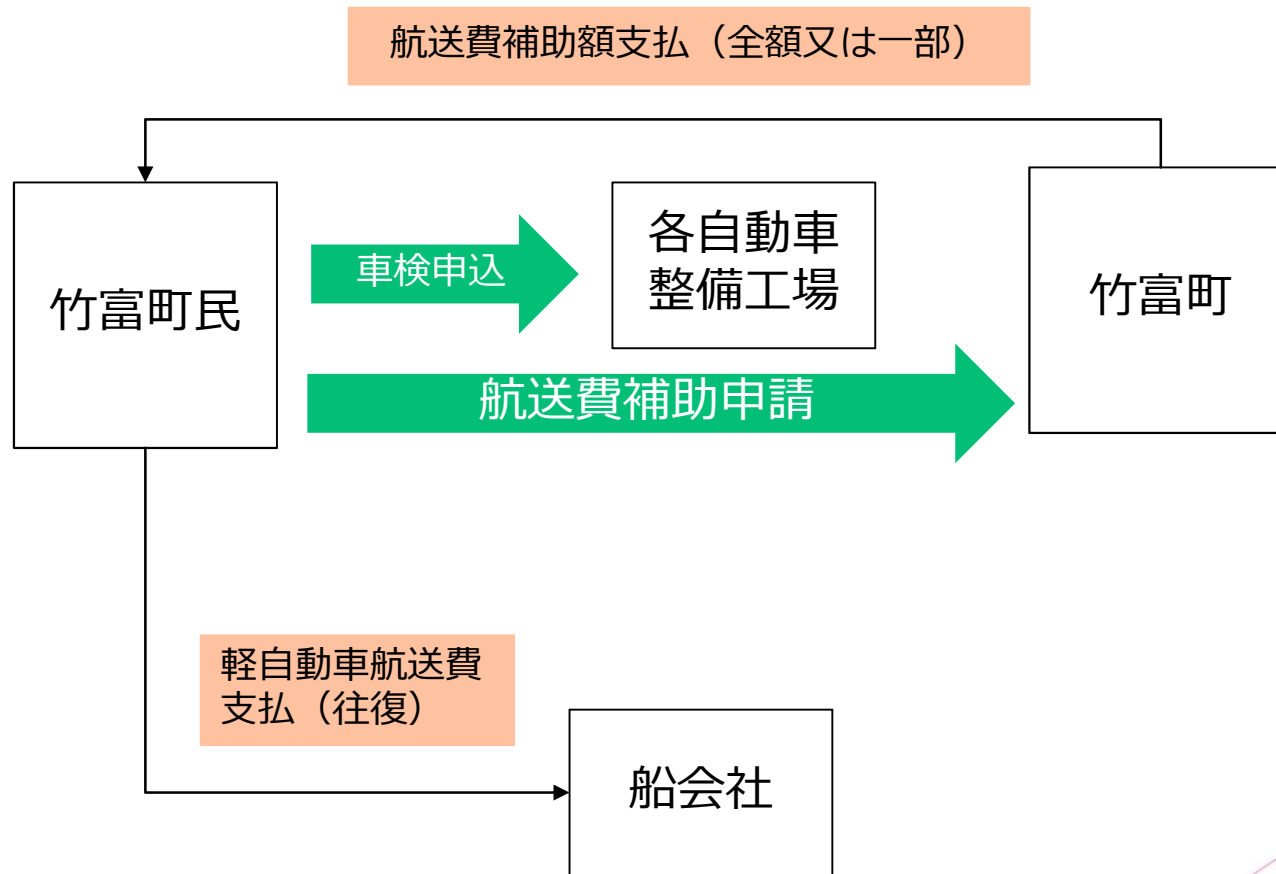 航送費補助額支払（全額又は一部）
竹富町民
車検申込
各自動車
整備工場
竹富町
航送費補助申請
軽自動車航送費
支払（往復）
船会社